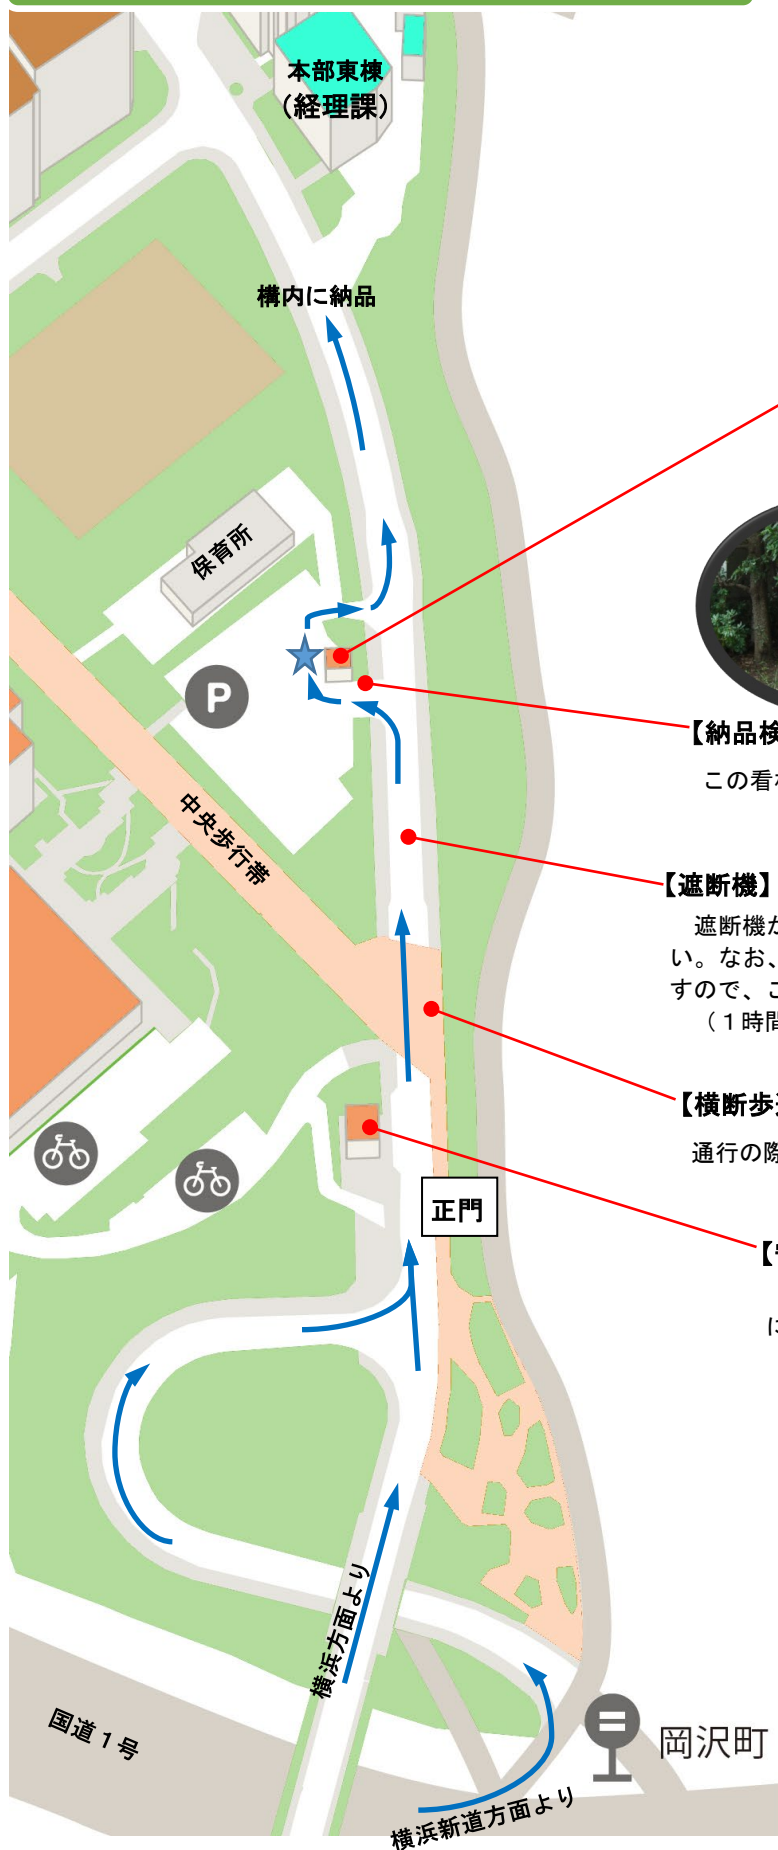 本部東棟
(経理課)
構内に納品
保育所
P
【納品検
この看
中央歩行帯
【遮断機】
遮断機が
い。なお、
すので、こ
(1時間
【横断歩
通行の際
正門
【
に
横浜方面より
国道1号
岡沢町
横浜新道方面より